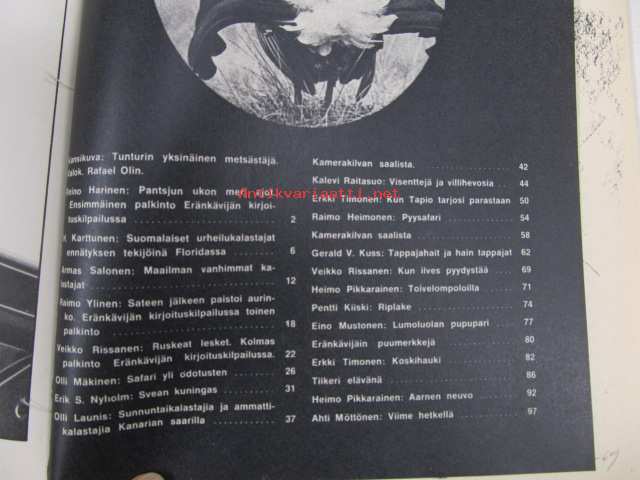 Kansikuva: Tunturin yksinäinen metsästäjä.
Valok. Rafael Olin.
Reino Harinen: Pantsjun ukon metsojot.
Ensimmäinen palkinto Eränkävijän kirjoi-
tuskilpailussa 2
Karttunen: Suomalaiset urheilukalastajat
ennätyksen tekijöinä Floridassa 6
Armas Salonen: Maailman vanhimmat ka-
lastajat 12
Raimo Ylinen: Sateen jälkeen paistoi aurin-
ko. Eränkävijän kirjoituskilpailussa toinen
palkinto 18
Veikko Rissanen: Ruskeat lesket. Kolmas
palkinto Eränkävijän kirjoituskilpailussa. 22
Olli Mäkinen: Safari yli odotusten 26
Erik S. Nyholm: Svean kuningas 31
Olli Launis: Sunnuntaikalastajia ja ammatti-
kalastajia Kanarian saarilla 37
Kamerakilvan saalista. 42
Kalevi Raitasuo: Visenttejä ja villihevosia 44
Erkki Timonen: Kun Tapio tarjosi parastaan 50
Raimo Heimonen: Pyysafari 54
Kamerakilvan saalista 58
Gerald V. Kuss: Tappajahait ja hain tappajat 62
Veikko Rissanen: Kun ilves pyydystää 69
Heimo Pikkarainen: Toivelompoloilla 71
Pentti Kiiski: Riplake 74
Eino Mustonen: Lumoluolan pupupari 77
Eränkävijäin puumerkkejä 80
Erkki Timonen: Koskihauki 82
Tiikeri elävänä 86
Heimo Pikkarainen: Aarnen neuvo 92
Ahti Möttönen: Viime hetkellä 97
Antikvariaatti.net